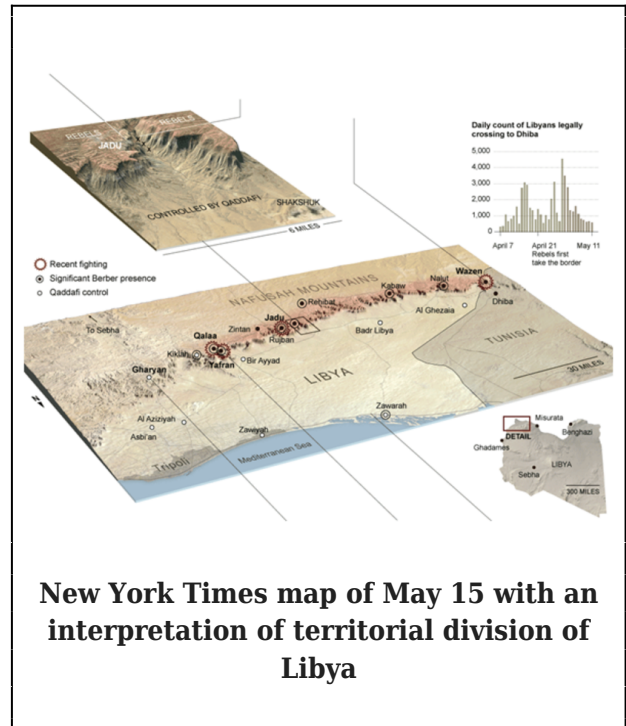 REBELS
REBELS
JADU
CONTROLLED BY QADDAFI
SHAKSHUK
6 MILES
Daily count of Libyans legally
crossing to Dhiba
5,000
4,000
3,000
2,000
1,000
0
April 7
April 21
May 11
Rebels first
take the border
Recent fighting
Significant Berber presence
Qaddafi control
NAFUSAH MOUNTAINS
Wazen
Nalut
Kabaw
Rehibat
Dhiba
Al Ghezaia
To Sebha
Jadu
Zintan
Rujban
Badr Libya
Qalaa
Kiklah
Yafran
Bir Ayyad
TUNISIA
LIBYA
30 MILES
Gharyan
N
Zawarah
Al Aziziyah
Asbi'an
Zawiyah
Tripoli
Mediterranean Sea
Misurata
DETAIL
Benghazi
Ghadames
LIBYA
Sebha
300 MILES
New York Times map of May 15 with an
interpretation of territorial division of
Libya